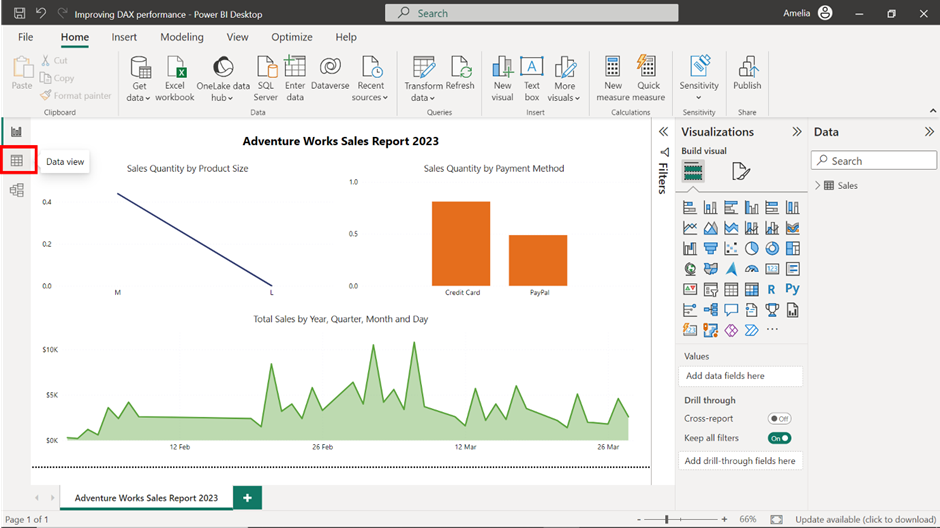 Improving DAX performance - Power BI Desktop
Search
Amelia
File Home Insert Modeling View Optimize Help
Paste
Cut
Copy
Format painter
Clipboard
Get data
Excel workbook
OneLake data hub
SQL Server
Enter data
Dataverse
Recent sources
Data
Transform data
Refresh
Queries
New visual
Text box
More visuals
Insert
New measure
Quick measure
Calculations
Sensitivity
Sensitivity
Publish
Share
Data view
Adventure Works Sales Report 2023
Sales Quantity by Product Size
0.4
0.2
0.0
M L
Sales Quantity by Payment Method
1.0
0.5
0.0
Credit Card PayPal
Total Sales by Year, Quarter, Month and Day
$10K
$5K
$0K
12 Feb 26 Feb 12 Mar 26 Mar
Filters
Visualizations
Build visual
123
R Py
Values
Add data fields here
Drill through
Cross-report Off
Keep all filters On
Add drill-through fields here
Data
Search
Sales
Adventure Works Sales Report 2023
+
Page 1 of 1
- + 66%
Update available (click to download)